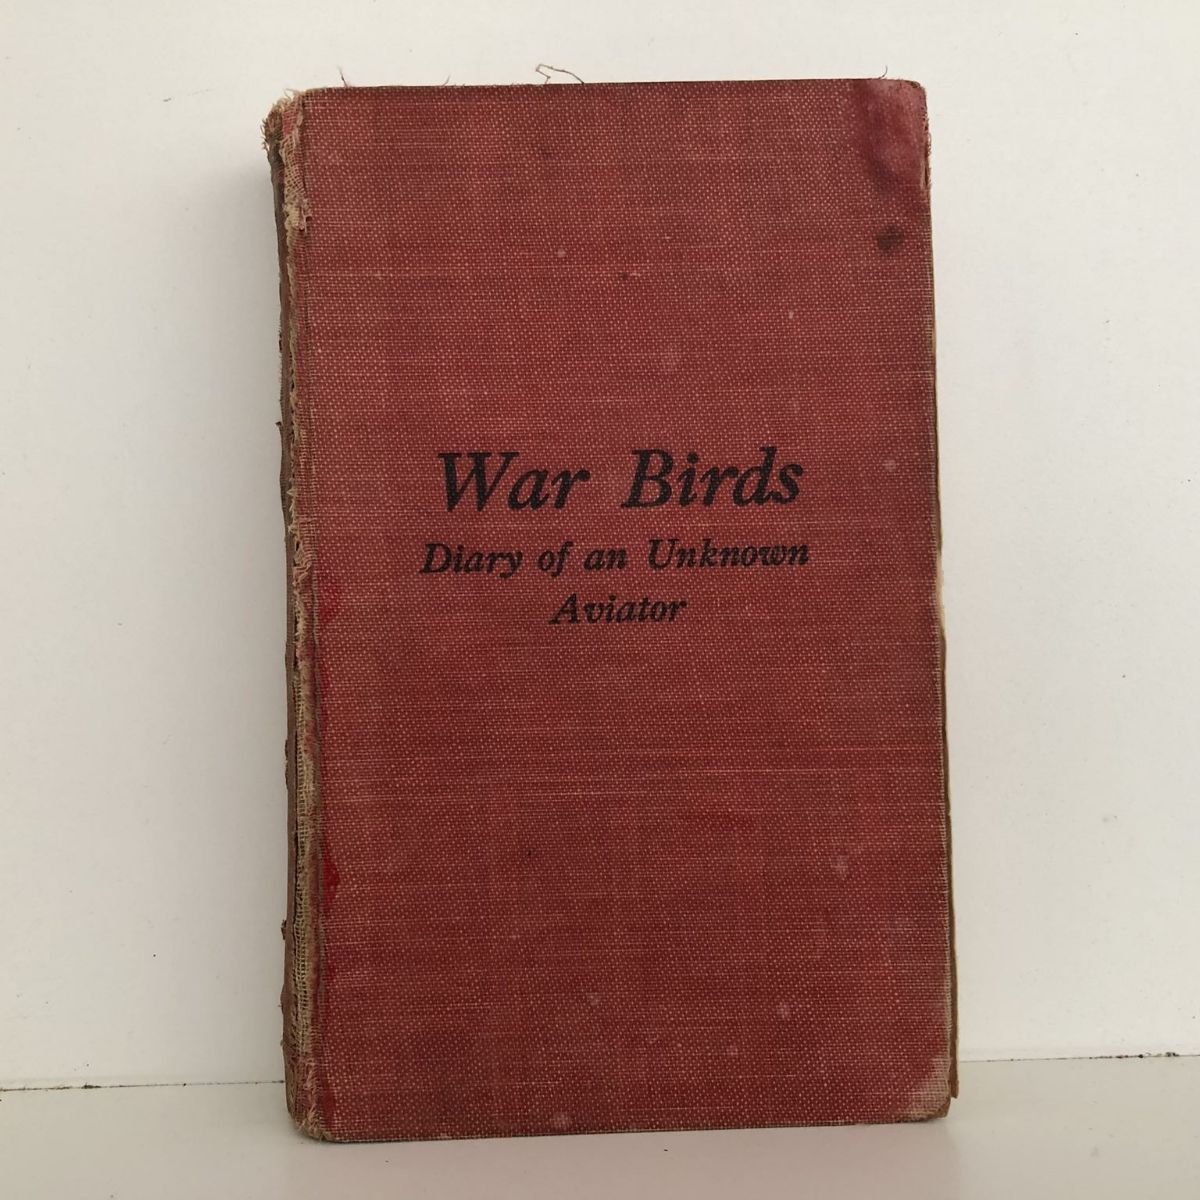 War Birds
Diary of an Unknown
Aviator